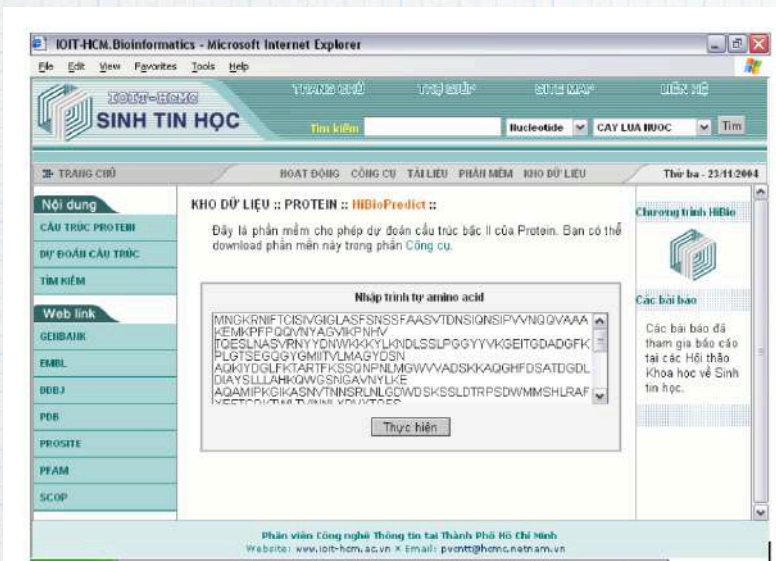 IOIT-HCM.Bioinformatics - Microsoft Internet Explorer
File Edit View Favorites Tools Help
TRANG CHỦ TRỢ GIÚP SITE MAP LIÊN HỆ
IOIT-HCMC
SINH TIN HỌC
Tìm kiếm Nucleotide CAY LUA NUOC Tìm
TRANG CHỦ HOẠT ĐỘNG CÔNG CỤ TÀI LIỆU PHẦN MỀM KHO DỮ LIỆU Thứ ba - 23/11/2004
Nội dung
CẤU TRÚC PROTEIN
DỰ ĐOÁN CẤU TRÚC
TÌM KIẾM
Web link
GENBANK
EMBL
DDBJ
PDB
PROSITE
PFAM
SCOP
KHO DỮ LIỆU :: PROTEIN :: HiBioPredict ::
Đây là phần mềm cho phép dự đoán cấu trúc bậc II của Protein. Bạn có thể
download phần mền này trong phần Công cụ.
Nhập trình tự amino acid
MNGKRNIFTCISIVGIGLASFSNSSFAASVTDNSIQNSIPVVNQQVAAA
KEMKPFPQQVNYAGVIKPNHV
TQESLNASVRNYYDNWKKKYLKNDLSSLPGGYYVKGEITGDADGFK
PLGTSEGQGYGMIITVLMAGYDSN
AQKIYDGLFKTARTFKSSQNPNLMGWVVADSKKAQGHFDSATDGDL
DIAYSLLLAHKQWGSNGAVNYLKE
AQAMIPKGIKASNVTNNSRLNLGDWDSKSSLDTRPSDWMMSHLRAF
Thực hiện
Chương trình HiBio
Các bài báo
Các bài báo đã
tham gia báo cáo
tại các Hội thảo
Khoa học về Sinh
tin học.
Phân viện Công nghệ Thông tin tại Thành Phố Hồ Chí Minh
Website: www.ioit-hcm.ac.vn × Email: pvcntt@hcmc.netnam.vn